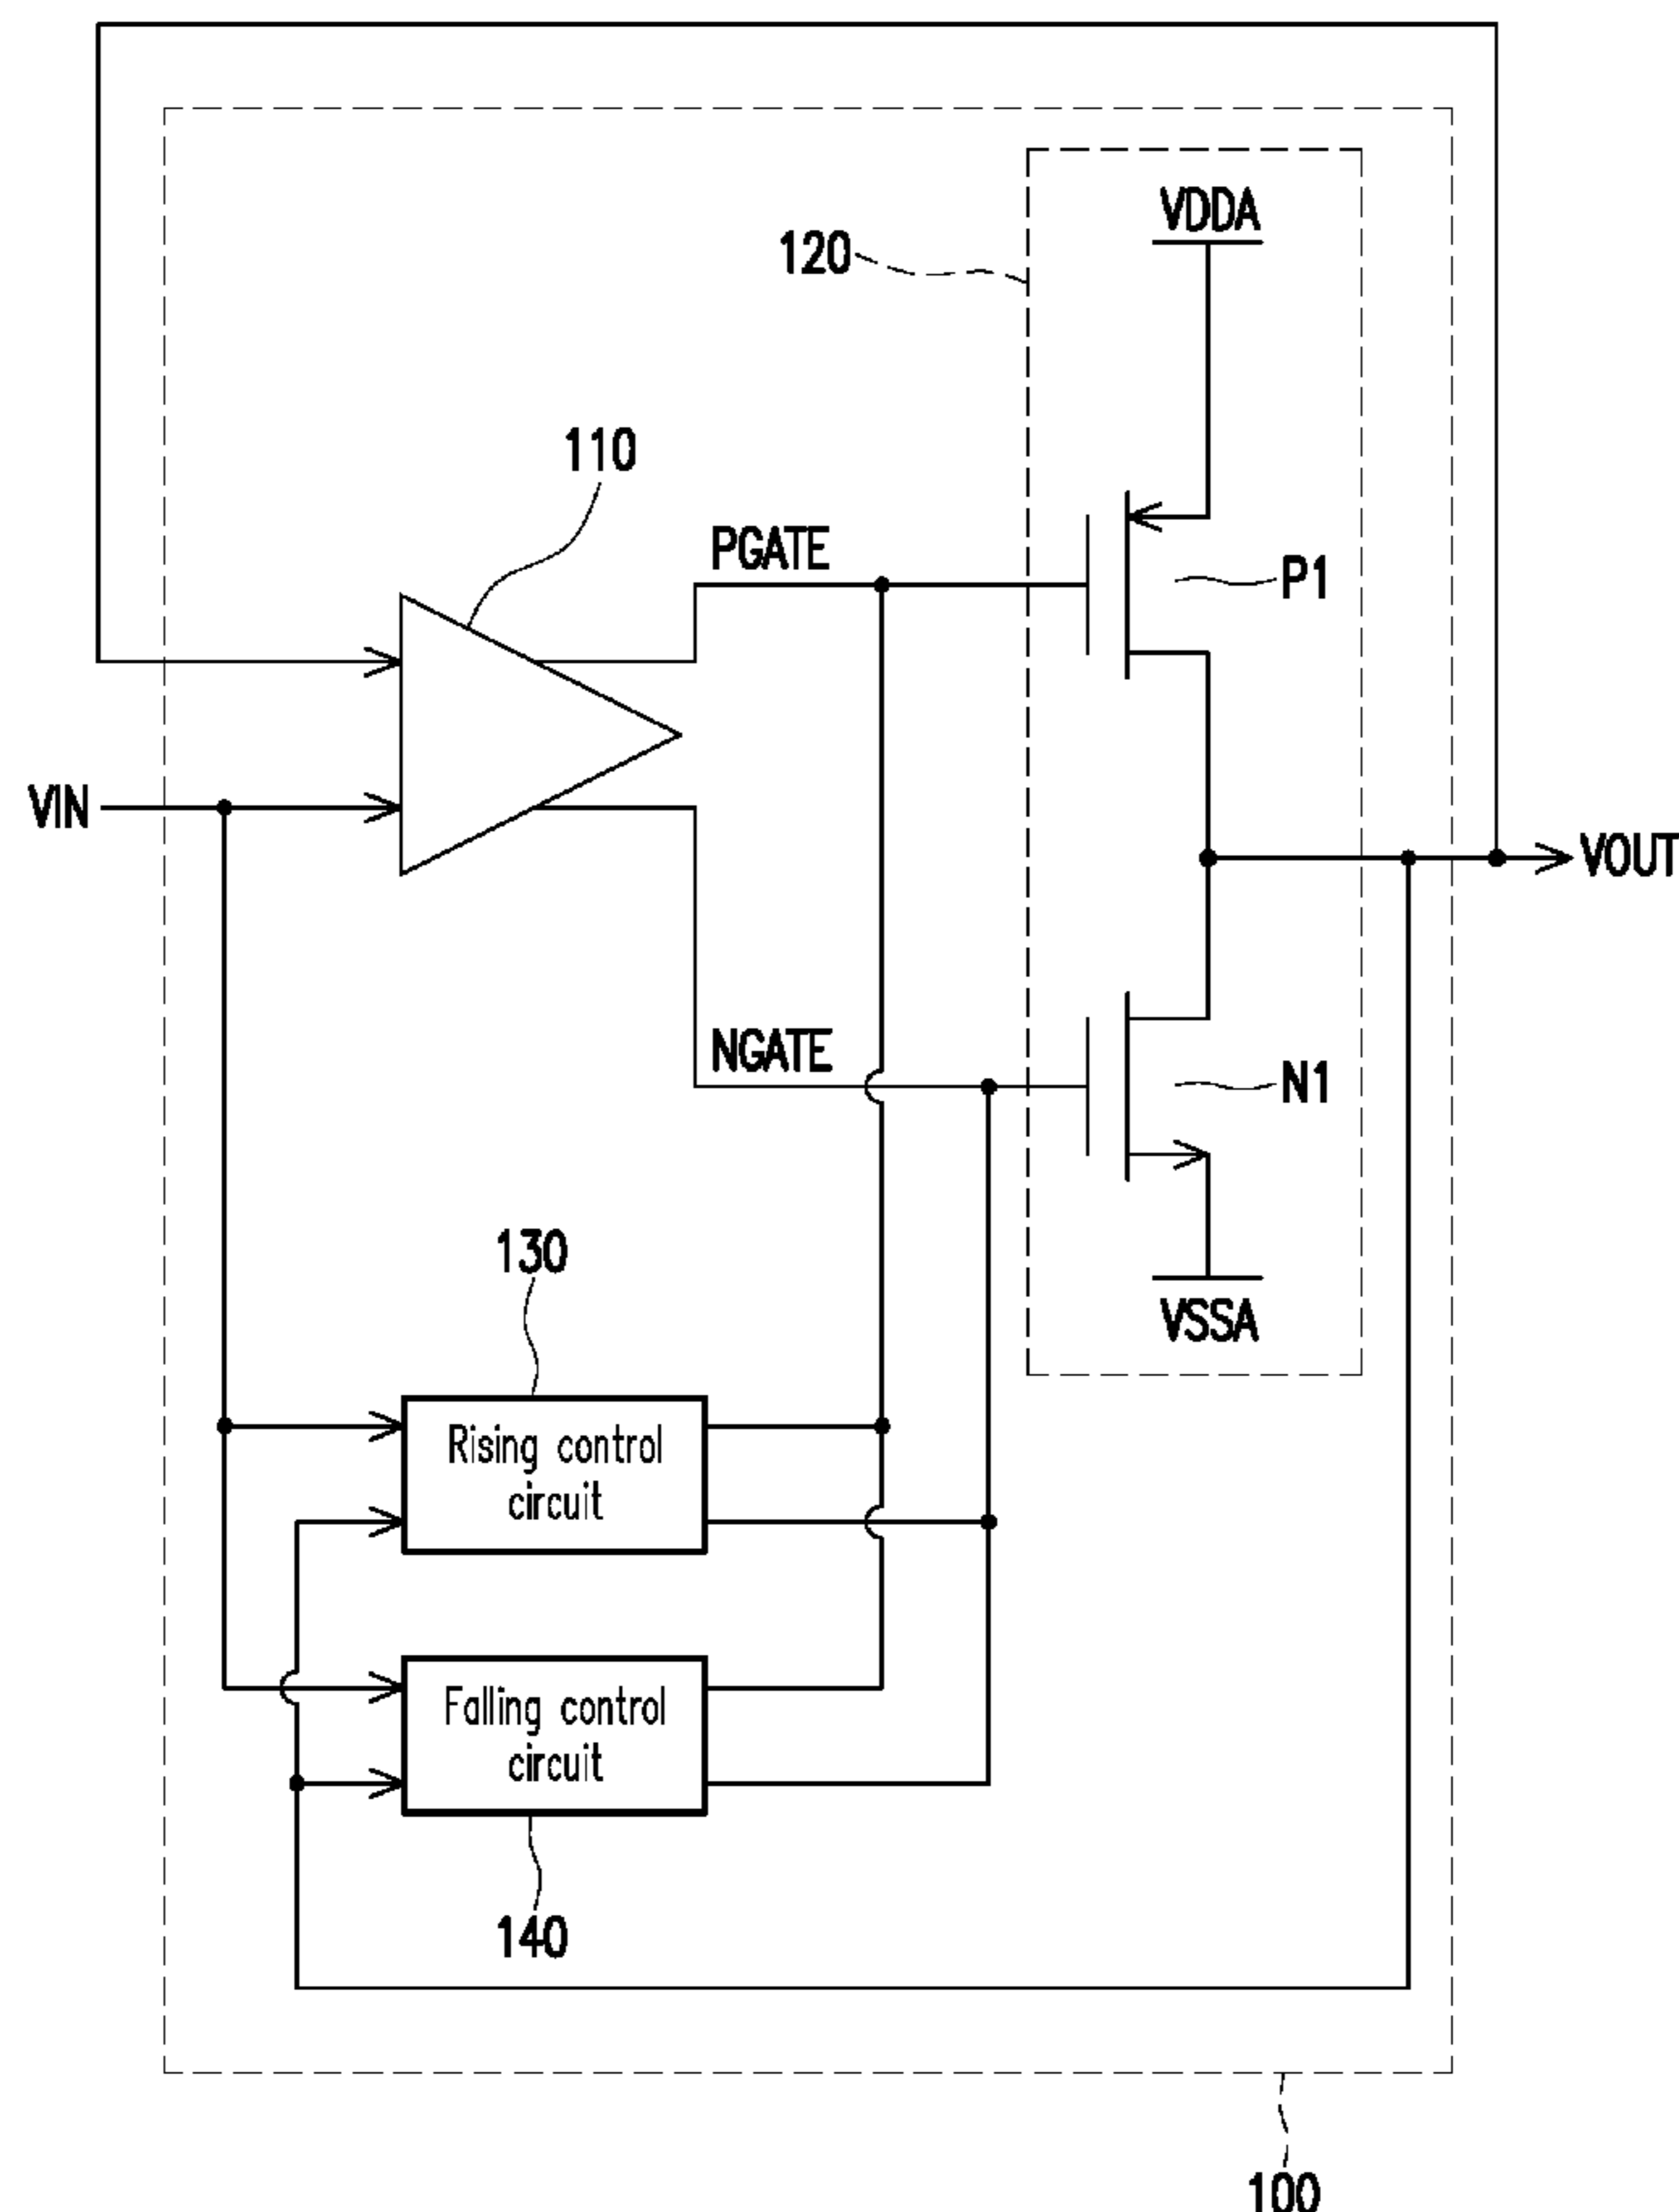 VDDA
120
110
PGATE
P1
VIN
VOUT
NGATE
N1
130
VSSA
Rising control
circuit
Falling control
circuit
140
100